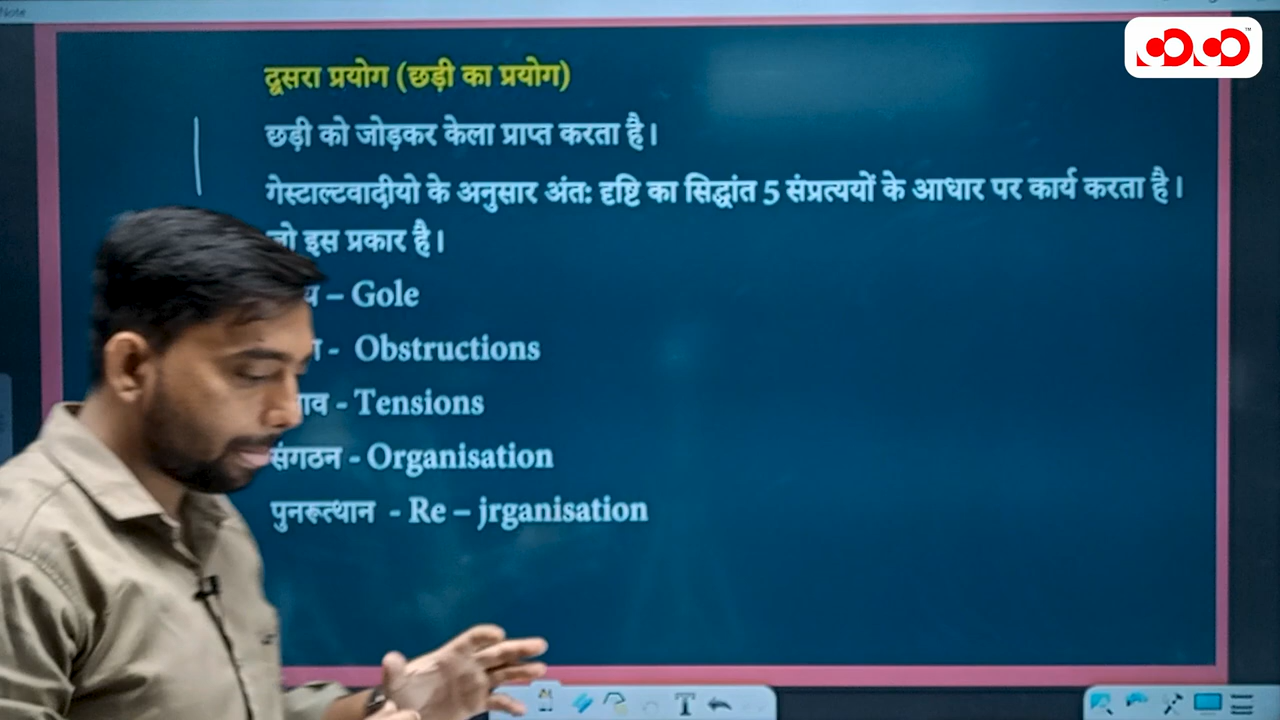 Note
दूसरा प्रयोग (छड़ी का प्रयोग)
छड़ी को जोड़कर केला प्राप्त करता है।
गेस्टाल्टवादीयो के अनुसार अंत: दृष्टि का सिद्धांत 5 संप्रत्ययों के आधार पर कार्य करता है।
इस प्रकार है।
– Gole
- Obstructions
- Tensions
संगठन - Organisation
पुनरूत्थान - Re – jrganisation